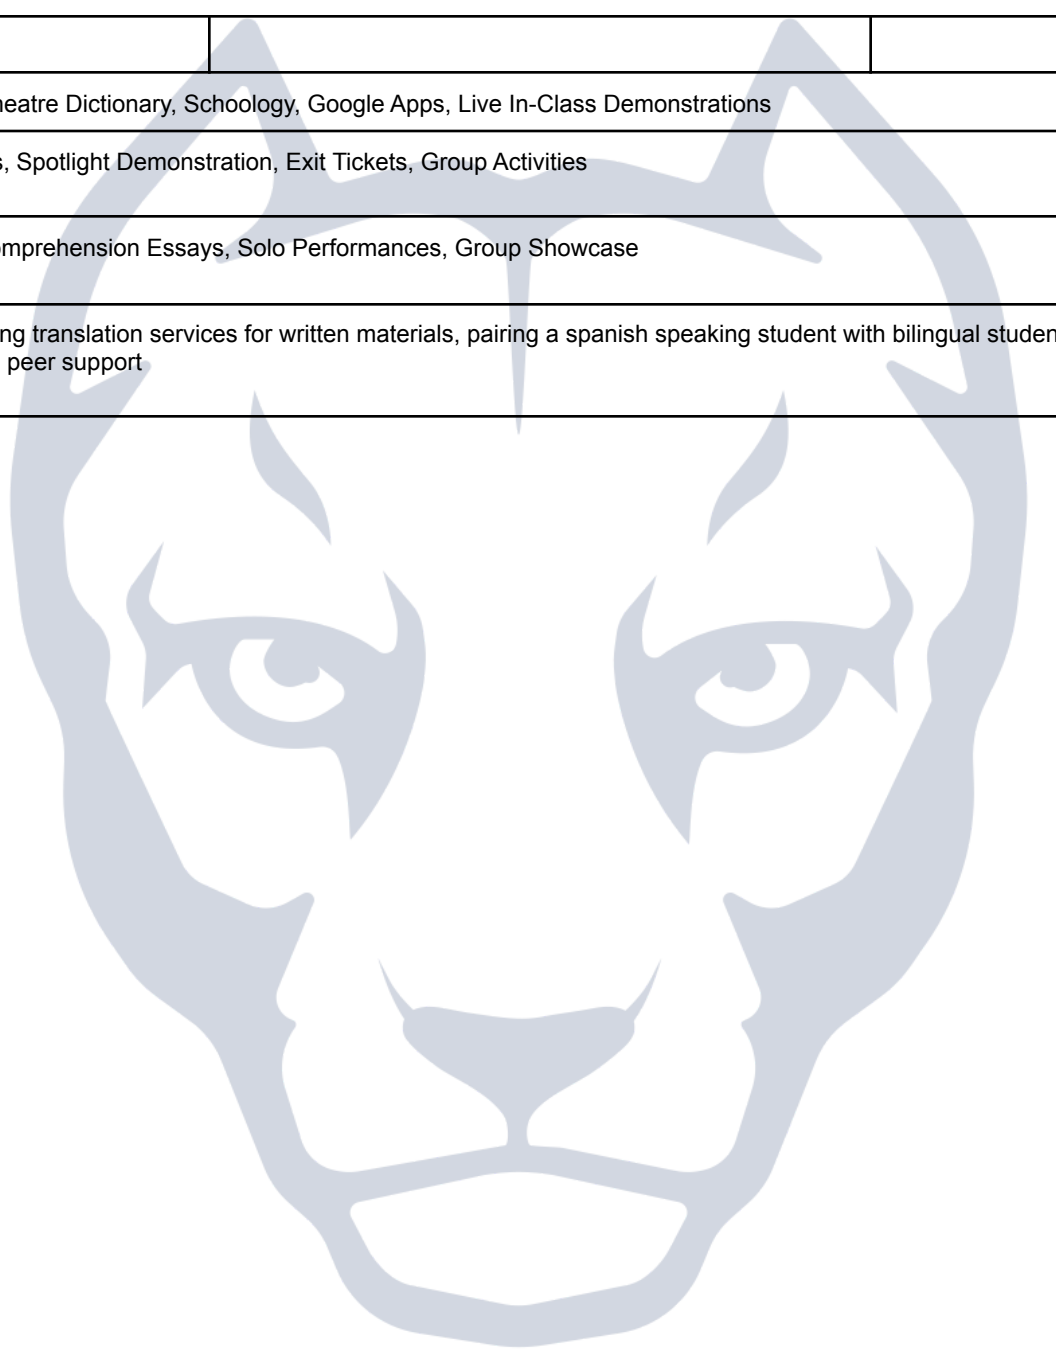 heatre Dictionary, Schoology, Google Apps, Live In-Class Demonstrations
s, Spotlight Demonstration, Exit Tickets, Group Activities
omprehension Essays, Solo Performances, Group Showcase
ng translation services for written materials, pairing a spanish speaking student with bilingual studen
peer support